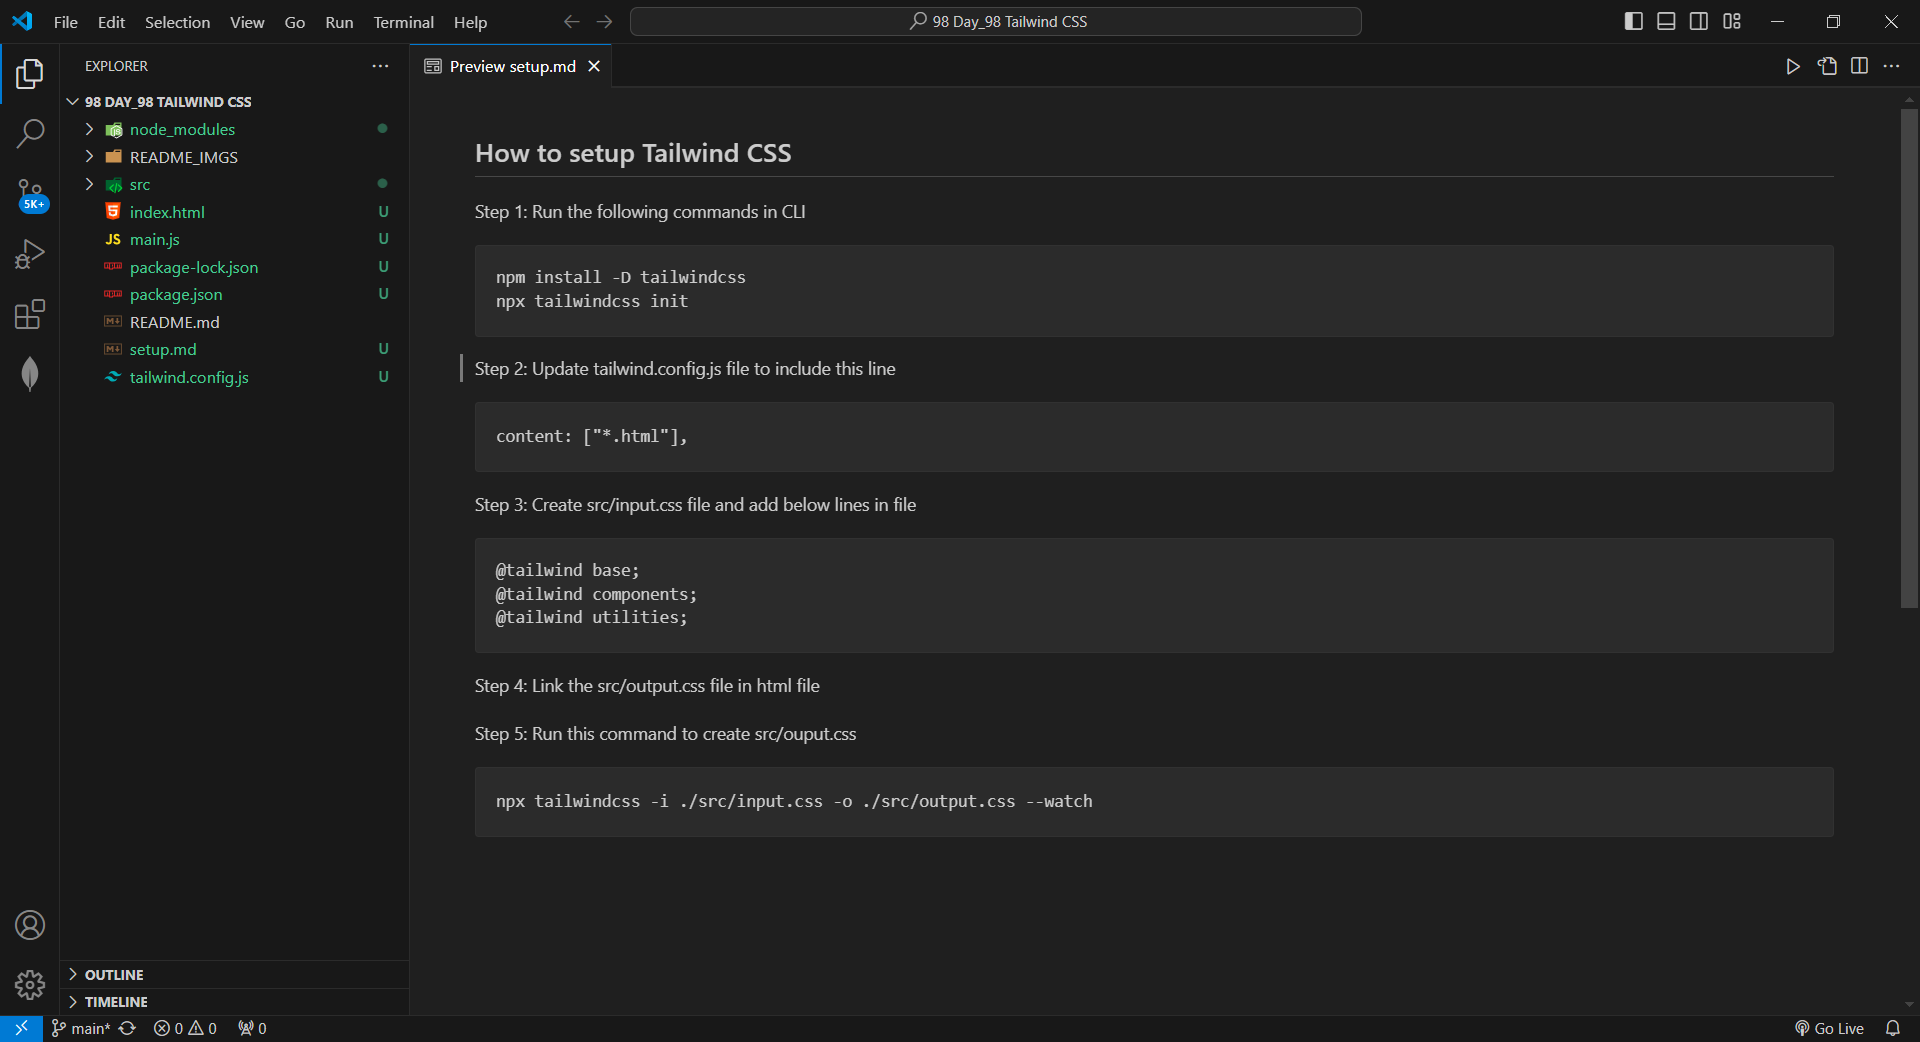 File Edit Selection View Go Run Terminal Help
98 Day_98 Tailwind CSS
EXPLORER
98 DAY_98 TAILWIND CSS
node_modules
README_IMGS
src
index.html U
JS main.js U
package-lock.json U
package.json U
README.md
setup.md U
tailwind.config.js U
5K+
OUTLINE
TIMELINE
Preview setup.md
How to setup Tailwind CSS
Step 1: Run the following commands in CLI
npm install -D tailwindcss
npx tailwindcss init
Step 2: Update tailwind.config.js file to include this line
content: ["*.html"],
Step 3: Create src/input.css file and add below lines in file
@tailwind base;
@tailwind components;
@tailwind utilities;
Step 4: Link the src/output.css file in html file
Step 5: Run this command to create src/ouput.css
npx tailwindcss -i ./src/input.css -o ./src/output.css --watch
main* 0 0 0
Go Live